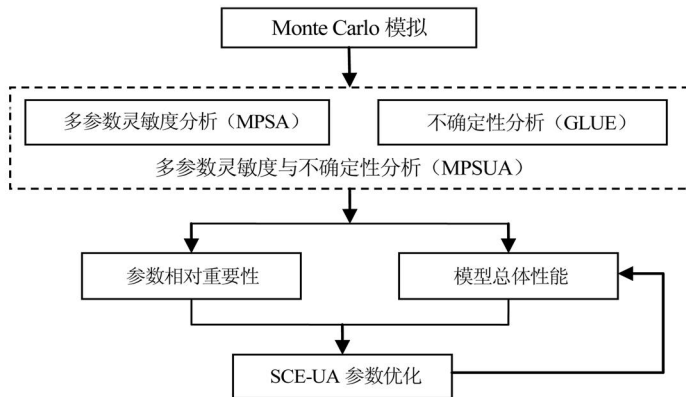 Monte Carlo 模拟
多参数灵敏度分析（MPSA）
不确定性分析（GLUE）
多参数灵敏度与不确定性分析（MPSUA）
参数相对重要性
模型总体性能
SCE-UA 参数优化